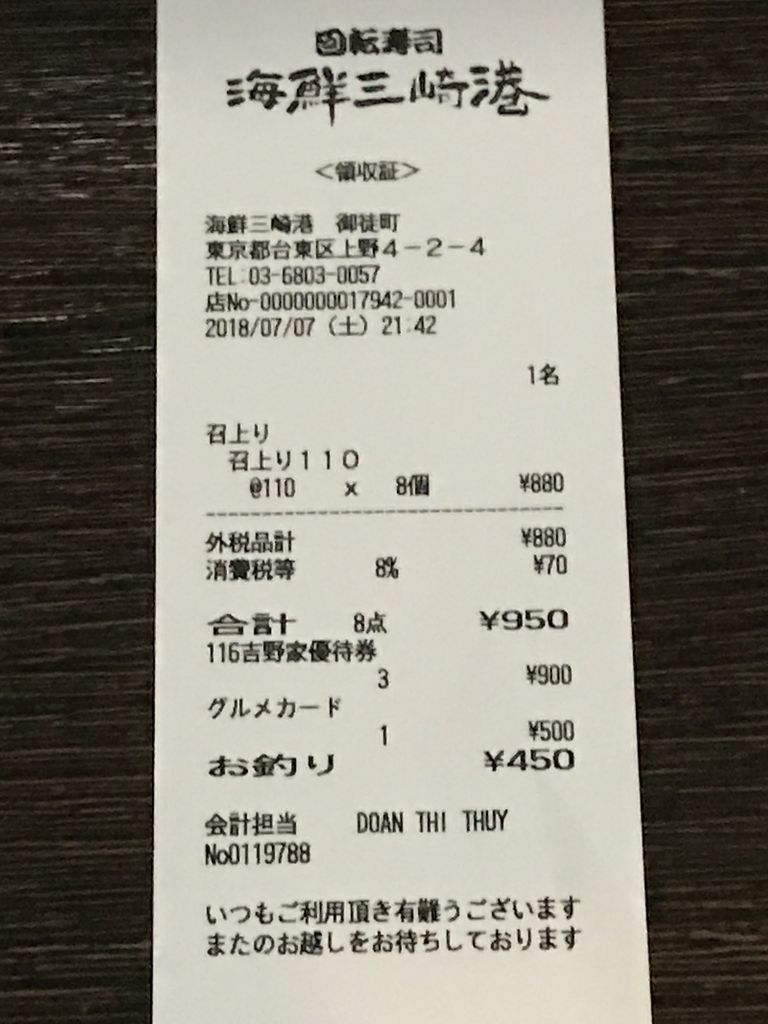 回転寿司
海鮮三崎港
＜領収証＞
海鮮三崎港　御徒町
東京都台東区上野４－２－４
TEL:03-6803-0057
店No-0000000017942-0001
2018/07/07（土）21:42
1名
召上り
召上り１１０
@110 x 8個 ¥880
外税品計 ¥880
消費税等 8% ¥70
合計 8点 ¥950
116吉野家優待券
3 ¥900
グルメカード
1 ¥500
お釣り ¥450
会計担当 DOAN THI THUY
No0119788
いつもご利用頂き有難うございます
またのお越しをお待ちしております